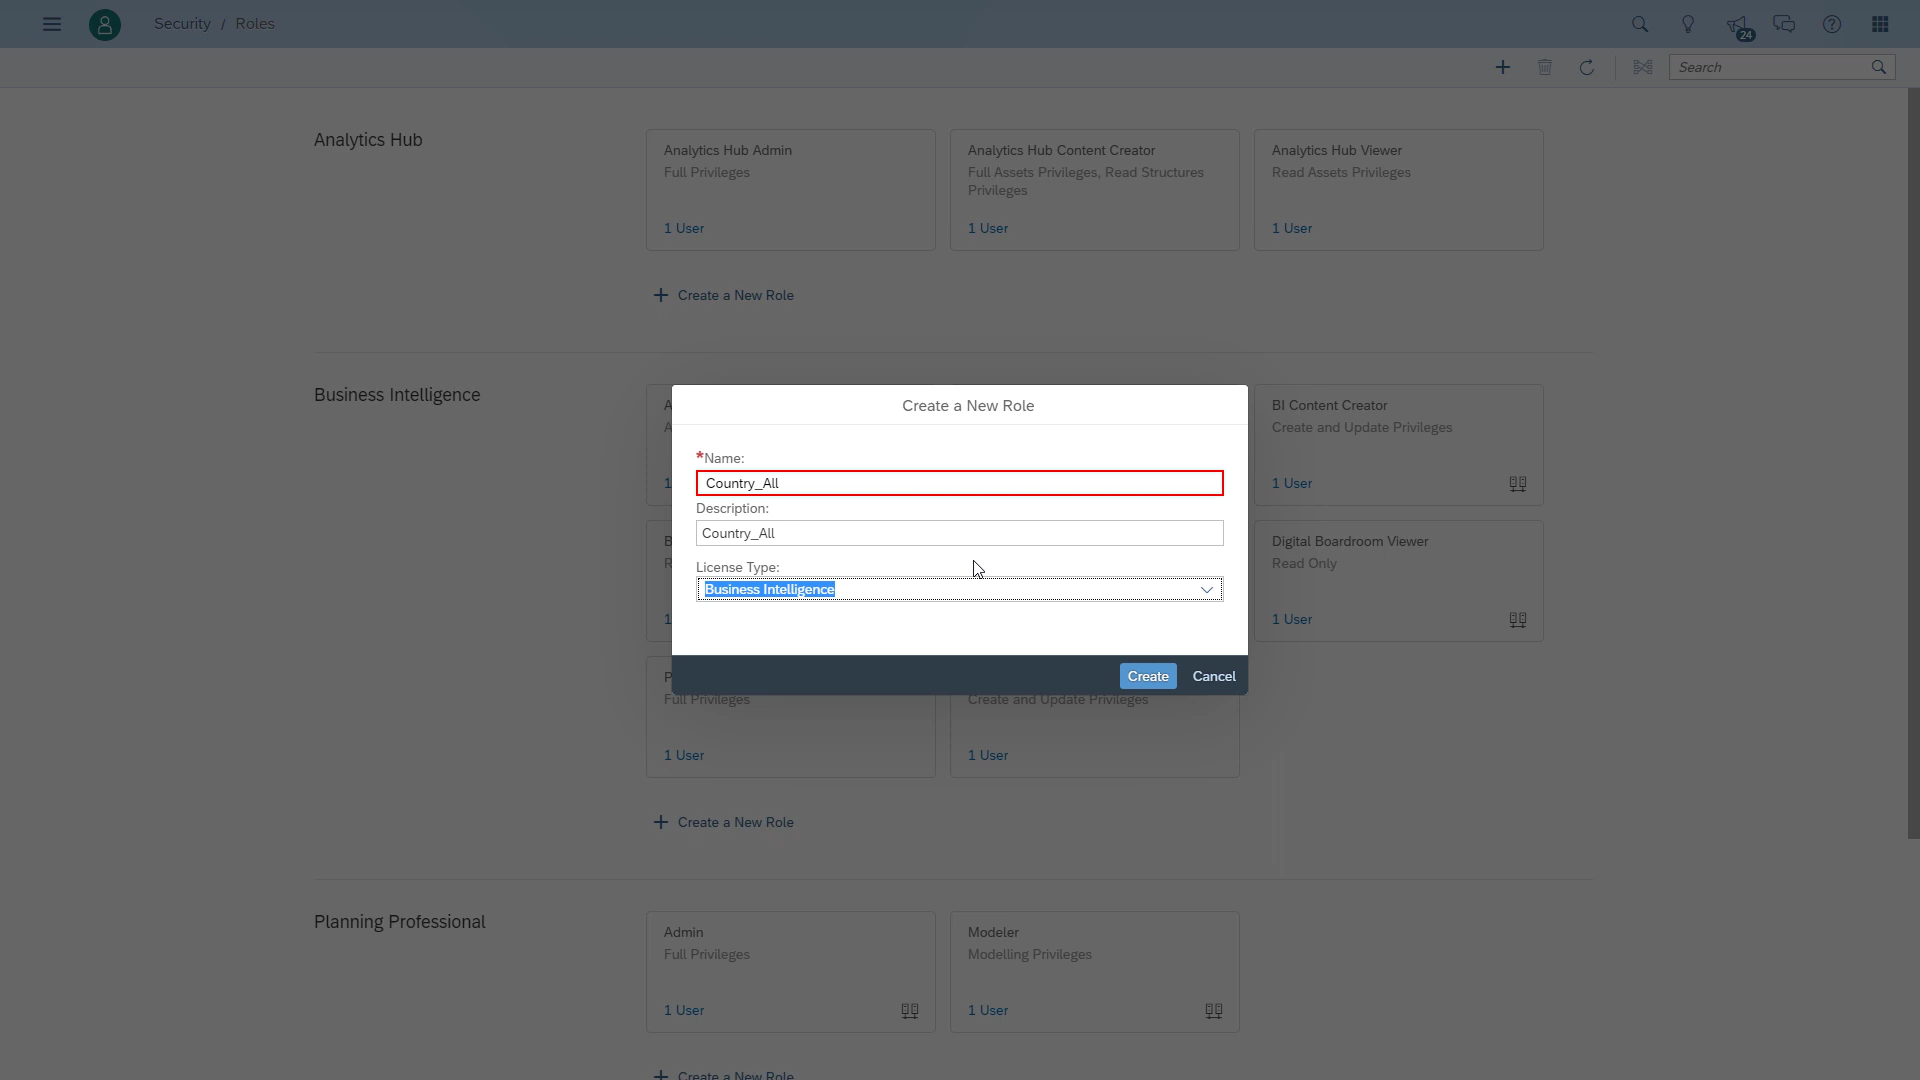 Security / Roles
24
Search
Analytics Hub
Analytics Hub Admin
Full Privileges
1 User
Analytics Hub Content Creator
Full Assets Privileges, Read Structures
Privileges
1 User
Analytics Hub Viewer
Read Assets Privileges
1 User
Create a New Role
Business Intelligence
A
A
1
BI Content Creator
Create and Update Privileges
1 User
B
R
1
Digital Boardroom Viewer
Read Only
1 User
P
Full Privileges
1 User
Create and Update Privileges
1 User
Create a New Role
*Name:
Country_All
Description:
Country_All
License Type:
Business Intelligence
Create
Cancel
Create a New Role
Planning Professional
Admin
Full Privileges
1 User
Modeler
Modelling Privileges
1 User
Create a New Role